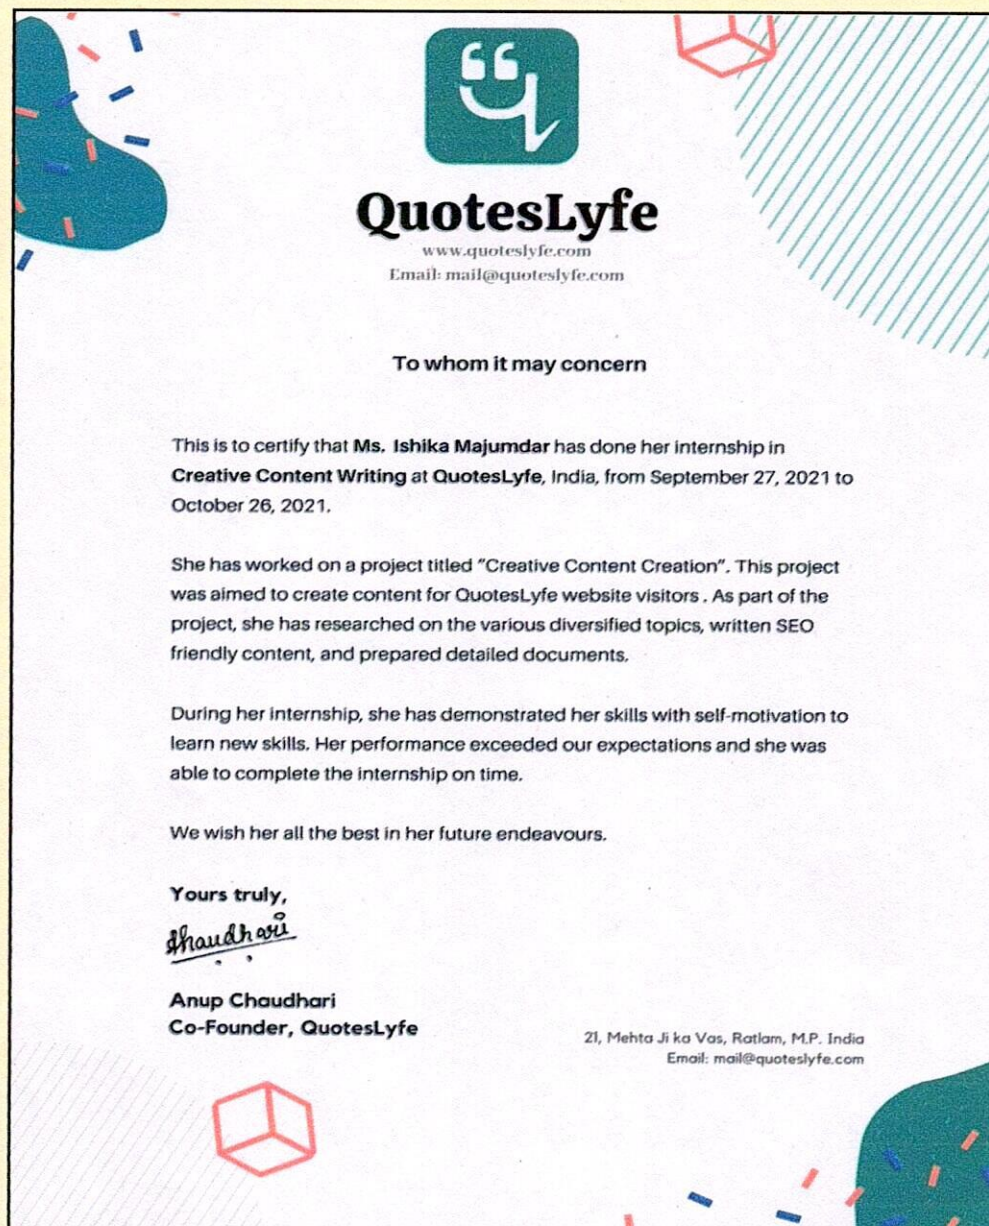 QuotesLyfe
www.quoteslyfe.com
Email: mail@quoteslyfe.com
To whom it may concern
This is to certify that Ms. Ishika Majumdar has done her internship in
Creative Content Writing at QuotesLyfe, India, from September 27, 2021 to
October 26, 2021.
She has worked on a project titled "Creative Content Creation". This project
was aimed to create content for QuotesLyfe website visitors . As part of the
project, she has researched on the various diversified topics, written SEO
friendly content, and prepared detailed documents.
During her internship, she has demonstrated her skills with self-motivation to
learn new skills. Her performance exceeded our expectations and she was
able to complete the internship on time.
We wish her all the best in her future endeavours.
Yours truly,
Chaudhari
Anup Chaudhari
Co-Founder, QuotesLyfe
21, Mehta Ji ka Vas, Ratlam, M.P. India
Email: mail@quoteslyfe.com